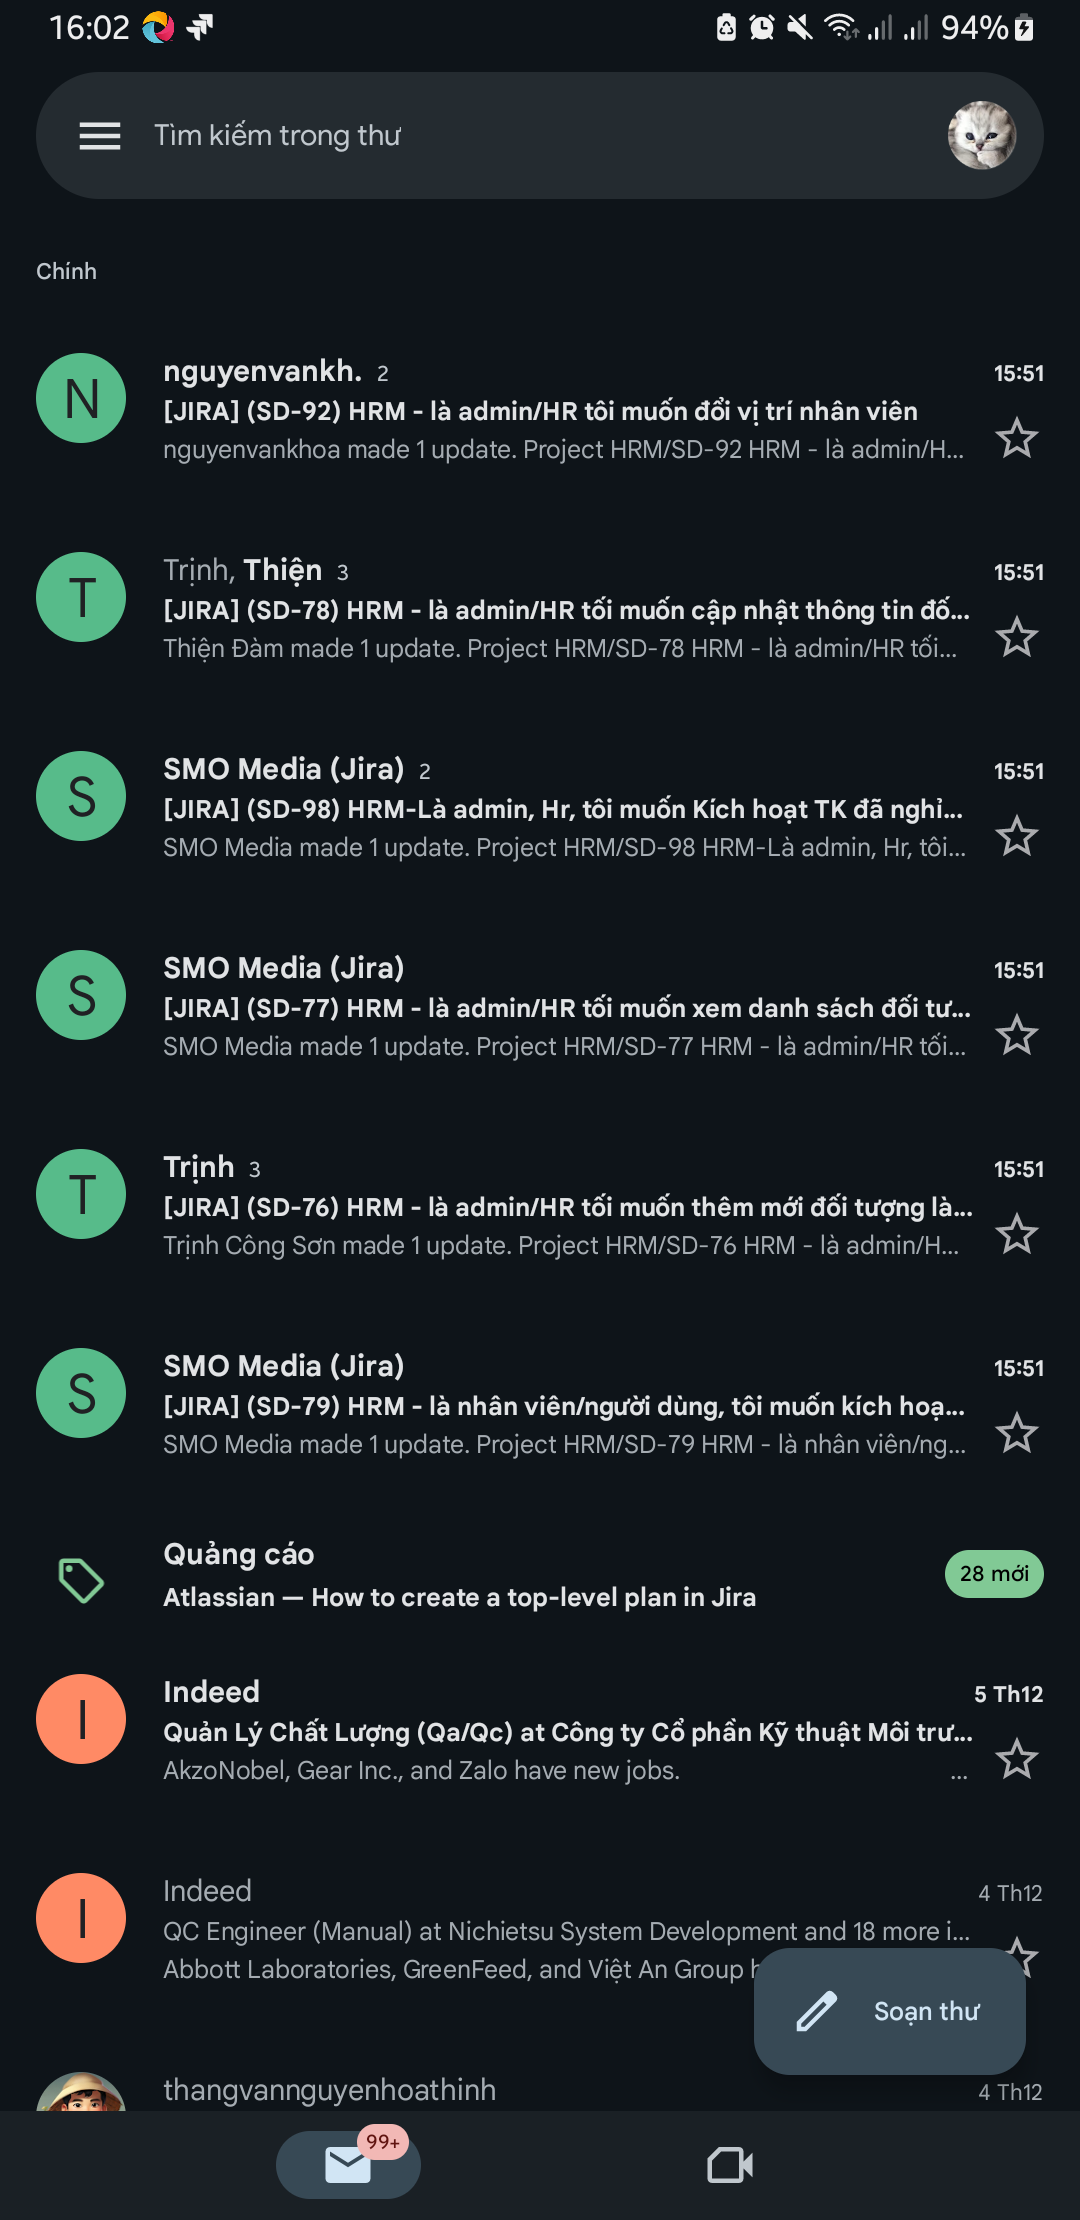 16:02 94%
Tìm kiếm trong thư
Chính
N nguyenvankh. 2 15:51
[JIRA] (SD-92) HRM - là admin/HR tôi muốn đổi vị trí nhân viên
nguyenvankhoa made 1 update. Project HRM/SD-92 HRM - là admin/H...
T Trịnh, Thiện 3 15:51
[JIRA] (SD-78) HRM - là admin/HR tối muốn cập nhật thông tin đố...
Thiện Đàm made 1 update. Project HRM/SD-78 HRM - là admin/HR tối...
S SMO Media (Jira) 2 15:51
[JIRA] (SD-98) HRM-Là admin, Hr, tôi muốn Kích hoạt TK đã nghỉ...
SMO Media made 1 update. Project HRM/SD-98 HRM-Là admin, Hr, tôi...
S SMO Media (Jira) 15:51
[JIRA] (SD-77) HRM - là admin/HR tối muốn xem danh sách đối tư...
SMO Media made 1 update. Project HRM/SD-77 HRM - là admin/HR tối...
T Trịnh 3 15:51
[JIRA] (SD-76) HRM - là admin/HR tối muốn thêm mới đối tượng là...
Trịnh Công Sơn made 1 update. Project HRM/SD-76 HRM - là admin/H...
S SMO Media (Jira) 15:51
[JIRA] (SD-79) HRM - là nhân viên/người dùng, tôi muốn kích hoạ...
SMO Media made 1 update. Project HRM/SD-79 HRM - là nhân viên/ng...
Quảng cáo 28 mới
Atlassian — How to create a top-level plan in Jira
I Indeed 5 Th12
Quản Lý Chất Lượng (Qa/Qc) at Công ty Cổ phần Kỹ thuật Môi trư...
AkzoNobel, Gear Inc., and Zalo have new jobs. ...
I Indeed 4 Th12
QC Engineer (Manual) at Nichietsu System Development and 18 more i...
Abbott Laboratories, GreenFeed, and Việt An Group
Soạn thư
thangvannguyenhoathinh 4 Th12
99+